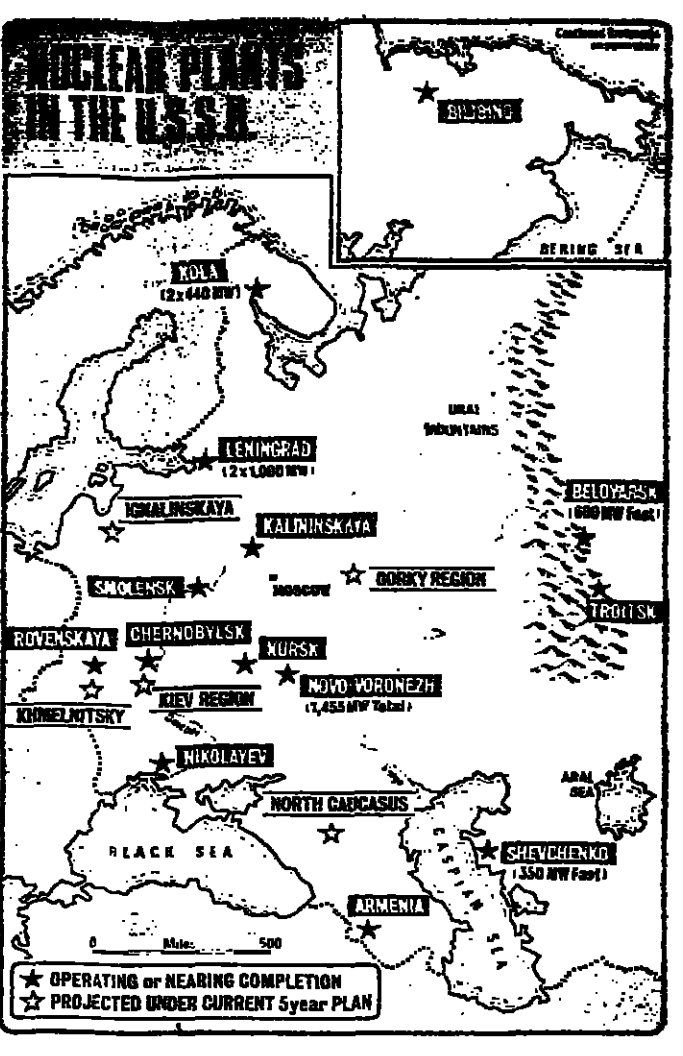 NUCLEAR PLANTS
IN THE U.S.S.R.
BILIBINO
BERING SEA
KOLA
(2x440 MW)
URAL
MOUNTAINS
LENINGRAD
(2x1,000 MW)
BELOYARSK
(600 MW Fast)
IGNALINSKAYA
KALININSKAYA
SMOLENSK
MOSCOW
GORKY REGION
TROITSK
ROVENSKAYA
CHERNOBYLSK
KURSK
NOVO VORONEZH
(1,455 MW Total)
KHMELNITSKY
KIEV REGION
NIKOLAYEV
ARAL
SEA
NORTH CAUCASUS
BLACK SEA
CASPIAN SEA
SHEVCHENKO
(350 MW Fast)
ARMENIA
0 Miles 500
OPERATING or NEARING COMPLETION
PROJECTED UNDER CURRENT 5year PLAN